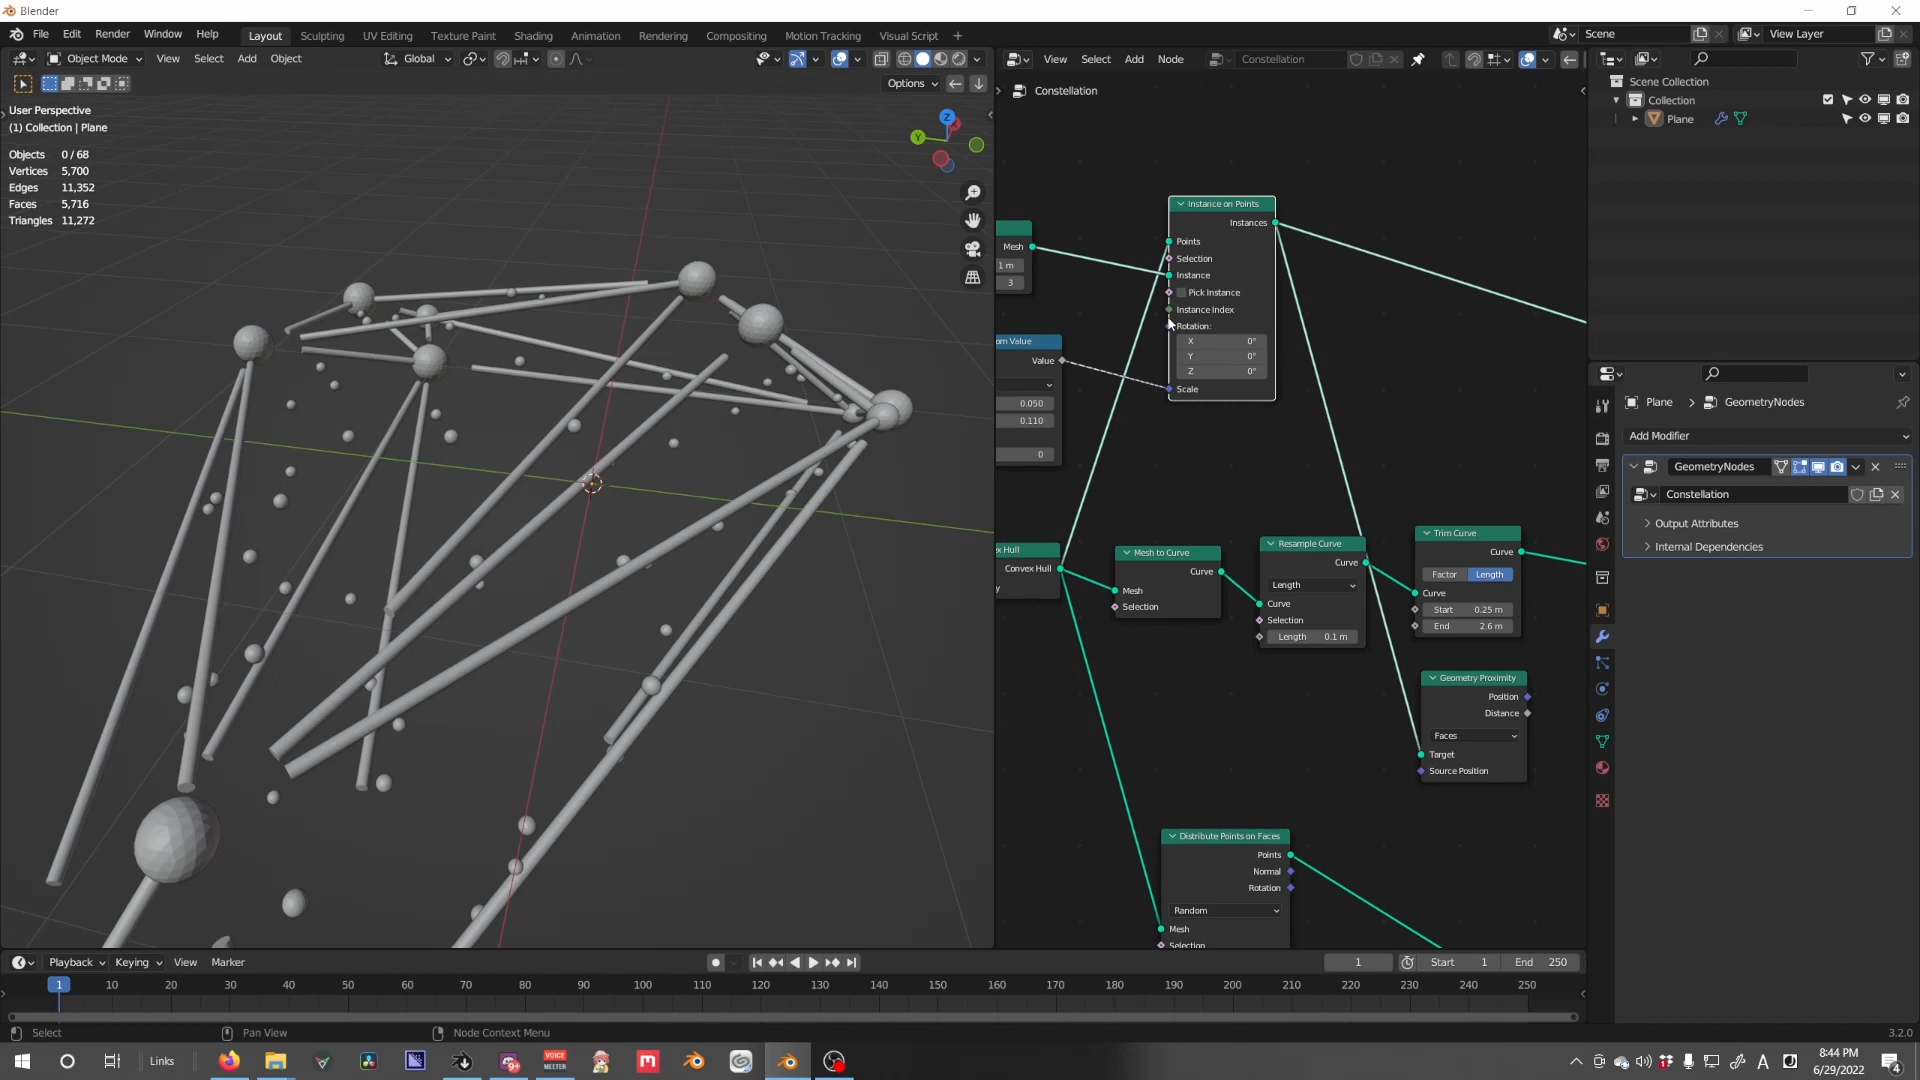 Blender
File Edit Render Window Help
Layout Sculpting UV Editing Texture Paint Shading Animation Rendering Compositing Motion Tracking Visual Script +
Scene
View Layer
Object Mode
View Select Add Object
Global
View Select Add Node
Constellation
Options
Constellation
User Perspective
(1) Collection | Plane
Objects 0/68
Vertices 5,700
Edges 11,352
Faces 5,716
Triangles 11,272
Z
X
Y
Mesh
1 m
3
om Value
Value
0.050
0.110
0
Instance on Points
Instances
Points
Selection
Instance
Pick Instance
Instance Index
Rotation:
X 0°
Y 0°
Z 0°
Scale
x Hull
Convex Hull
y
Mesh to Curve
Curve
Mesh
Selection
Resample Curve
Curve
Length
Curve
Selection
Length 0.1 m
Trim Curve
Curve
Factor Length
Curve
Start 0.25 m
End 2.6 m
Geometry Proximity
Position
Distance
Faces
Target
Source Position
Distribute Points on Faces
Points
Normal
Rotation
Random
Mesh
Selection
Scene Collection
Collection
Plane
Plane > GeometryNodes
Add Modifier
GeometryNodes
Constellation
Output Attributes
Internal Dependencies
Playback Keying View Marker
1
Start 1 End 250
1 10 20 30 40 50 60 70 80 90 100 110 120 130 140 150 160 170 180 190 200 210 220 230 240 250
Select Pan View Node Context Menu
3.2.0
Links
9+
VOICE
MEETER
M
A
8:44 PM
6/29/2022
4